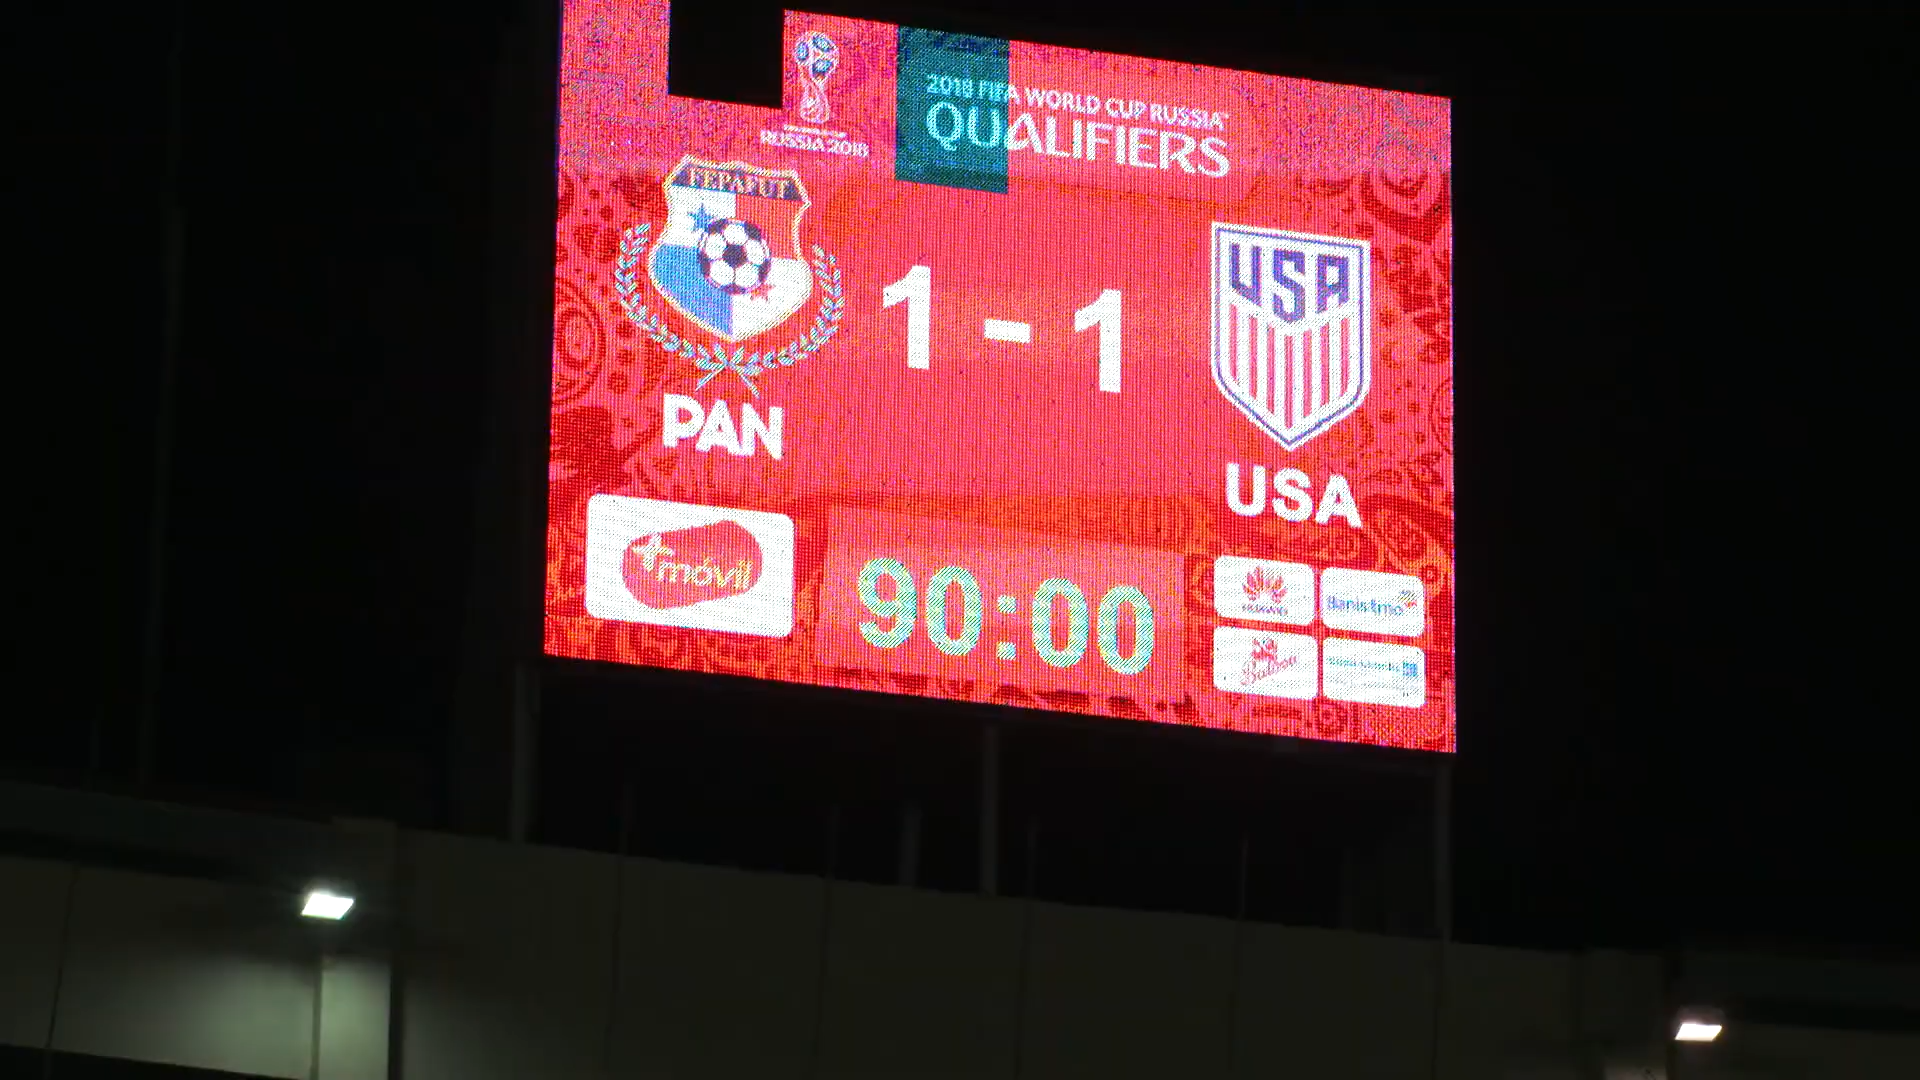 2018 FIFA WORLD CUP RUSSIA
QUALIFIERS
RUSSIA 2018
FEPAFUT
USA
1 - 1
PAN
USA
+móvil
90:00
HUAWEI
Banistmo
Balboa